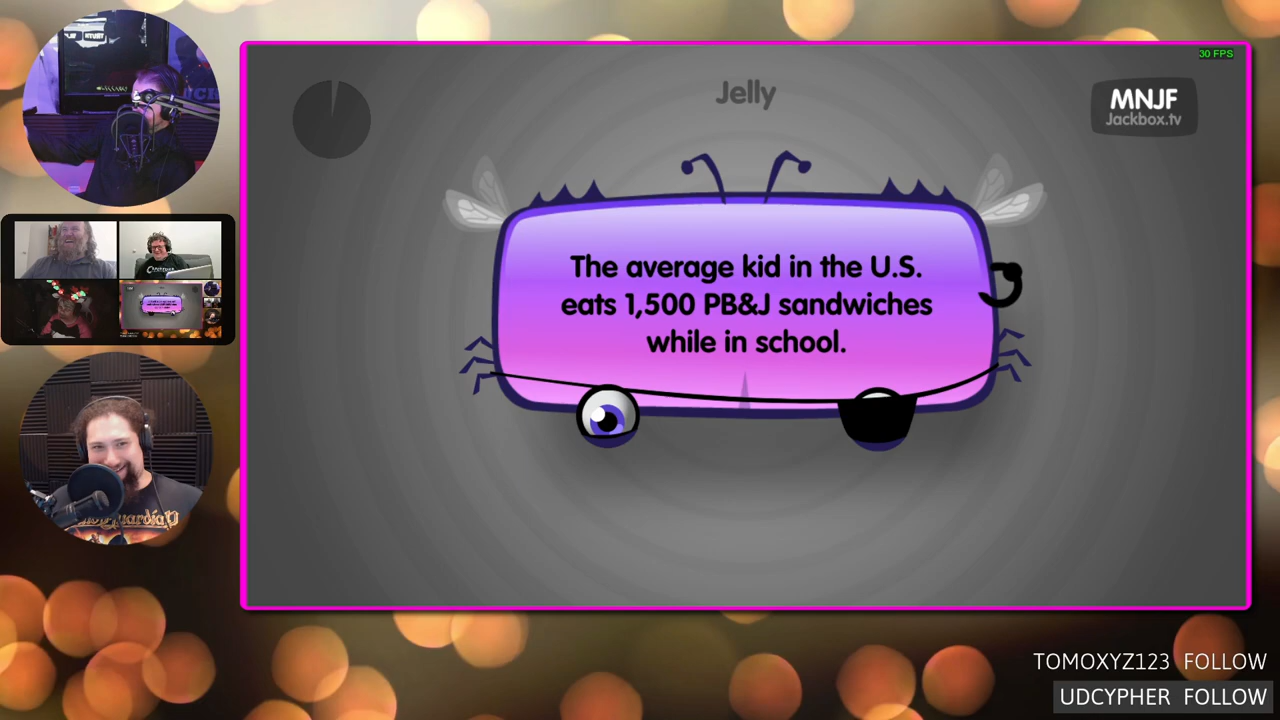 30 FPS
Jelly
MNJF
Jackbox.tv
The average kid in the U.S.
eats 1,500 PB&J sandwiches
while in school.
TOMOXYZ123 FOLLOW
UDCYPHER FOLLOW